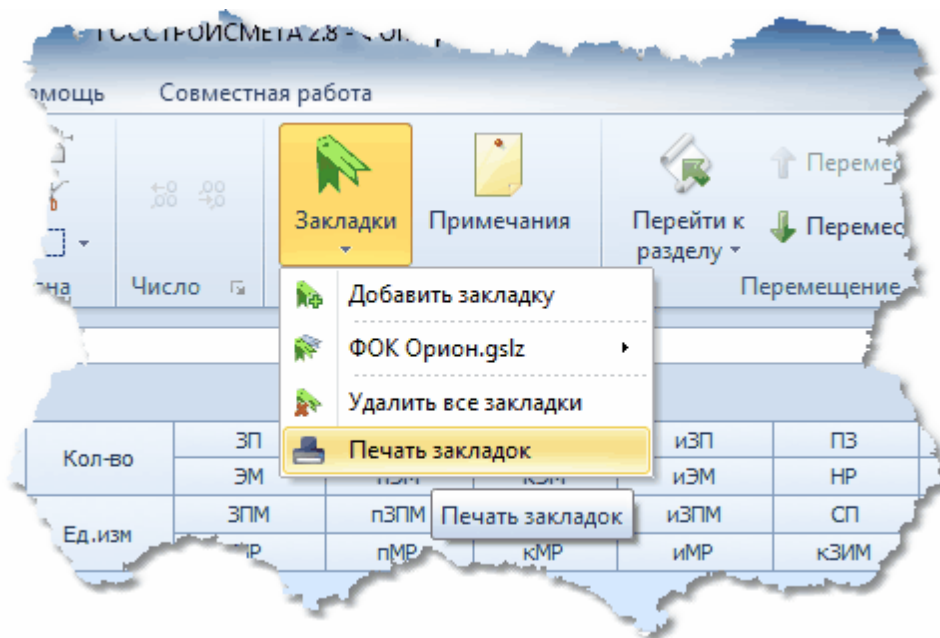 ГОССТРОЙСМЕТА 2.8 -
Совместная работа
Закладки
Примечания
Перейти к
разделу
Число
Перемещение
Добавить закладку
ФОК Орион.gslz
Удалить все закладки
Печать закладок
Печать закладок
Кол-во
ЗП
иЗП
ПЗ
ЭМ
иЭМ
НР
Ед.изм
ЗПМ
пЗПМ
иЗПМ
СП
пМР
кМР
иМР
кЗИМ